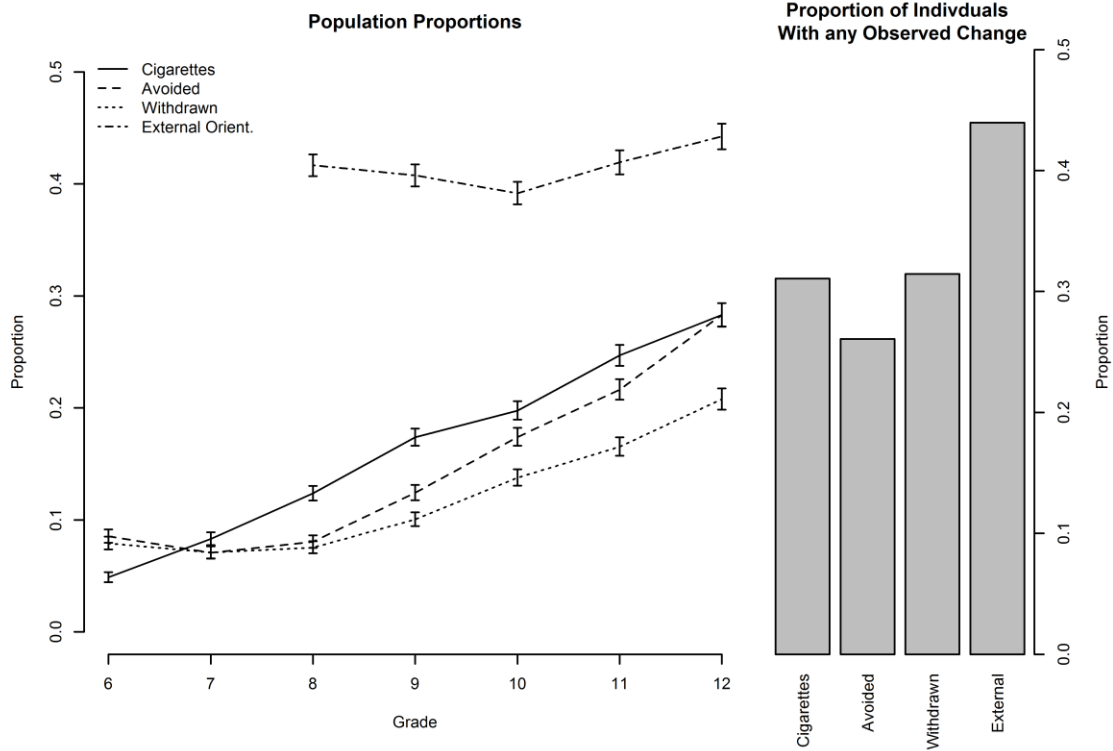 Population Proportions
Cigarettes
Avoided
Withdrawn
External Orient.
Proportion
0.5
0.4
0.3
0.2
0.1
0.0
6 7 8 9 10 11 12
Grade
Proportion of Indivduals
With any Observed Change
0.5
0.4
0.3
0.2
0.1
0.0
Proportion
Cigarettes
Avoided
Withdrawn
External